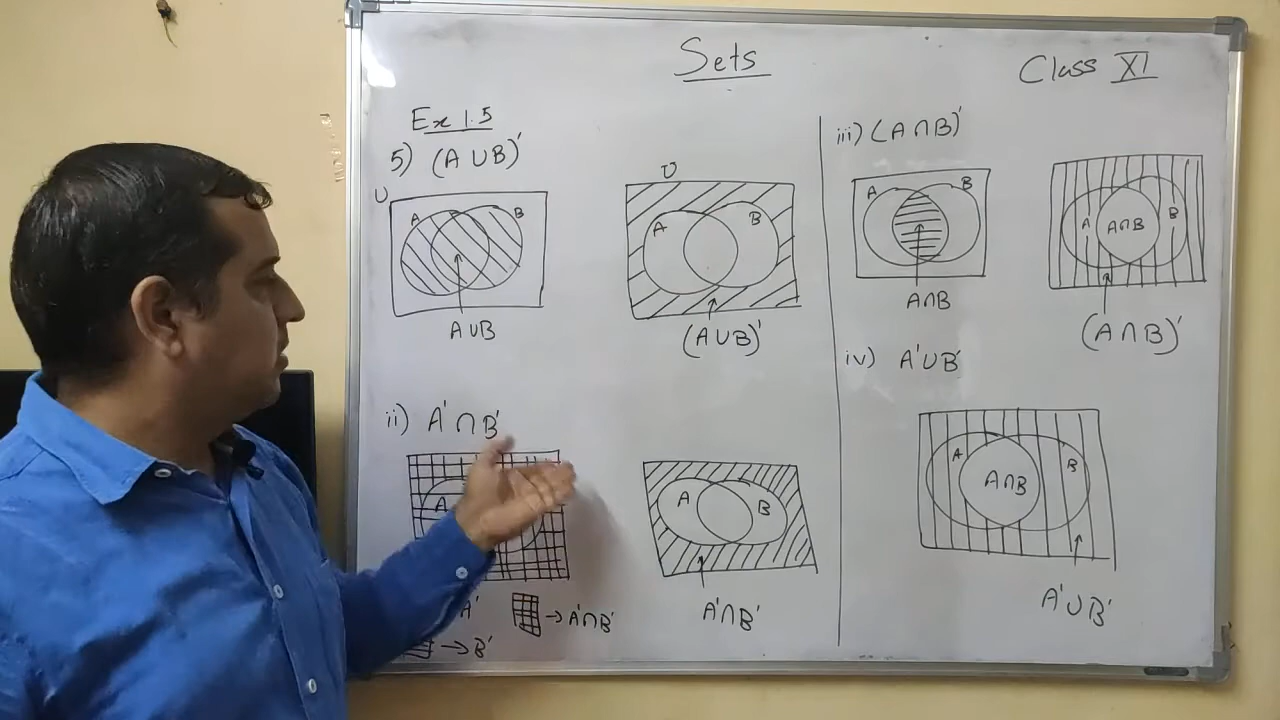 Sets
Class XI
Ex 1.5
5) (A ∪ B)'
U
A B
A ∪ B
U
A B
(A ∪ B)'
ii) A' ∩ B'
A
A'
→ B'
→ A' ∩ B'
A B
A' ∩ B'
iii) (A ∩ B)'
A B
A ∩ B
A A ∩ B B
(A ∩ B)'
iv) A' ∪ B'
A A ∩ B B
A' ∪ B'